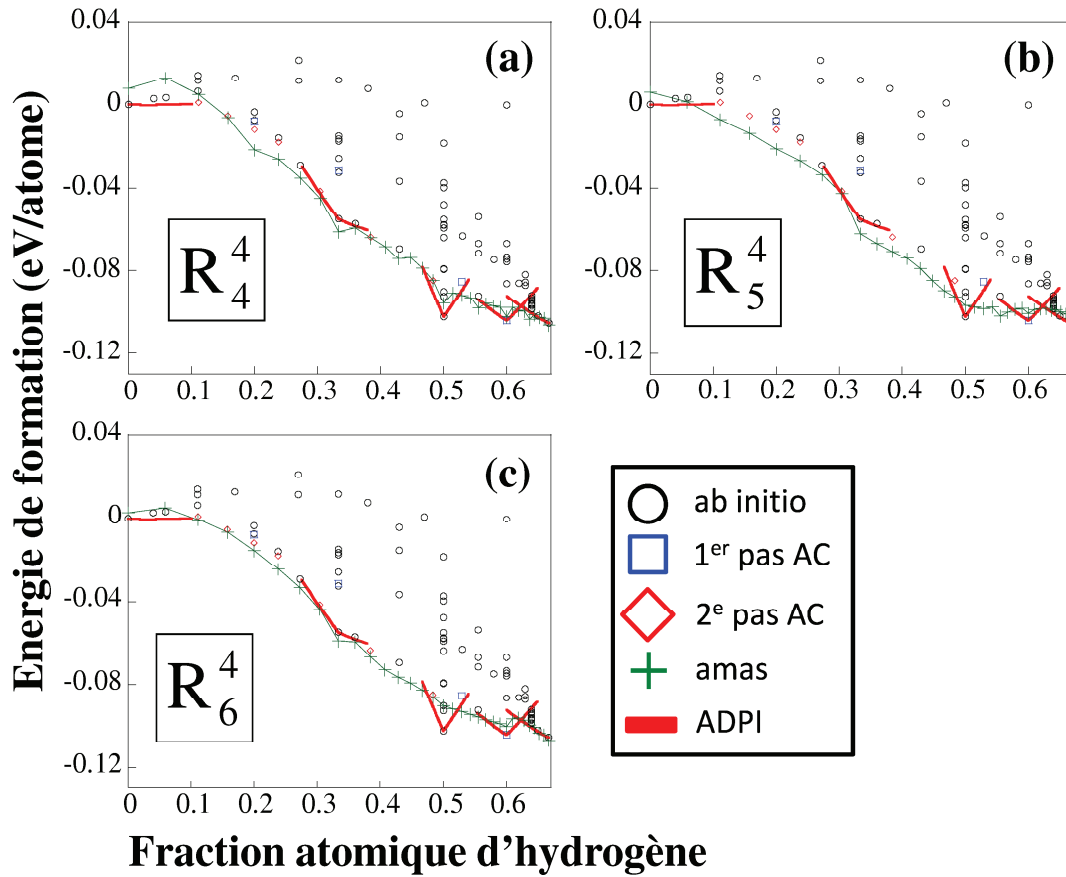 Energie de formation (eV/atome)
0.04
0
-0.04
-0.08
-0.12
(a)
R 4 4
0 0.1 0.2 0.3 0.4 0.5 0.6
0.04
0
-0.04
-0.08
-0.12
(b)
R 4 5
0 0.1 0.2 0.3 0.4 0.5 0.6
0.04
0
-0.04
-0.08
-0.12
(c)
R 4 6
0 0.1 0.2 0.3 0.4 0.5 0.6
ab initio
1er pas AC
2e pas AC
amas
ADPI
Fraction atomique d'hydrogène